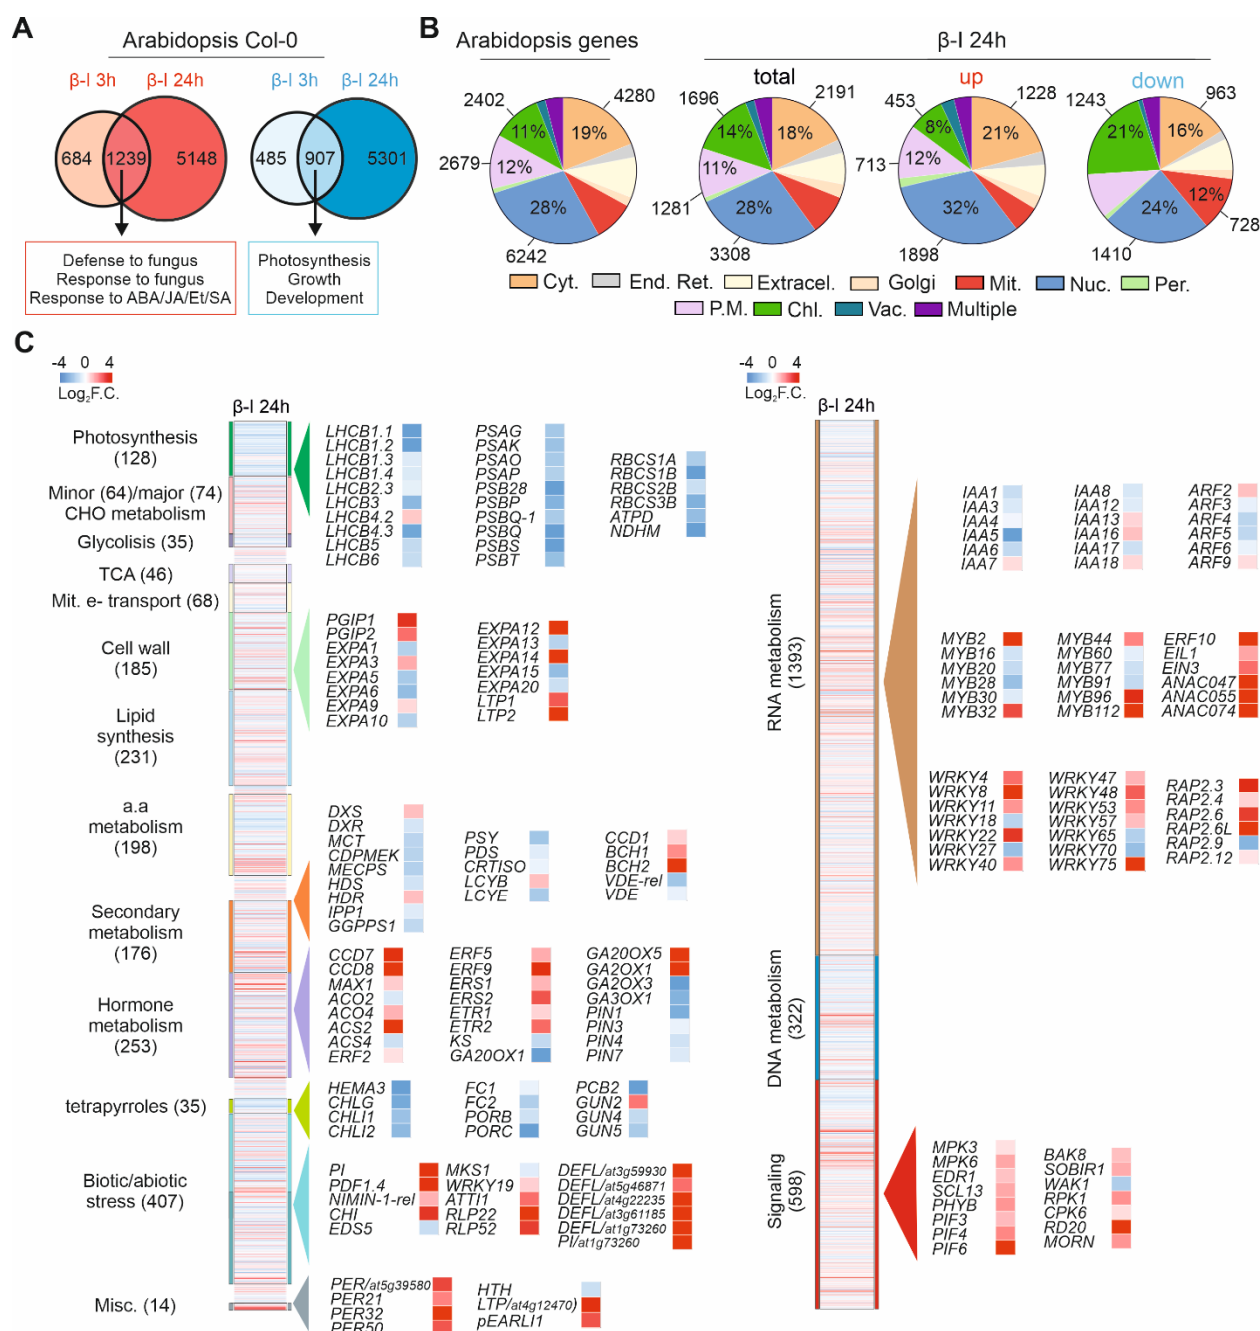 A
Arabidopsis Col-0
β-I 3h
β-I 24h
β-I 3h
β-I 24h
684
1239
5148
485
907
5301
Defense to fungus
Response to fungus
Response to ABA/JA/Et/SA
Photosynthesis
Growth
Development
B
Arabidopsis genes
β-I 24h
total
up
down
2402
4280
11%
19%
2679
12%
28%
6242
1696
2191
14%
18%
11%
1281
28%
3308
453
1228
8%
21%
713
12%
32%
1898
1243
963
21%
16%
12%
728
24%
1410
Cyt.
End. Ret.
Extracel.
Golgi
Mit.
Nuc.
Per.
P.M.
Chl.
Vac.
Multiple
C
-4 0 4
Log2F.C.
β-I 24h
Photosynthesis
(128)
Minor (64)/major (74)
CHO metabolism
Glycolisis (35)
TCA (46)
Mit. e- transport (68)
Cell wall
(185)
Lipid
synthesis
(231)
a.a
metabolism
(198)
Secondary
metabolism
(176)
Hormone
metabolism
(253)
tetrapyrroles (35)
Biotic/abiotic
stress (407)
Misc. (14)
LHCB1.1
LHCB1.2
LHCB1.3
LHCB1.4
LHCB2.3
LHCB3
LHCB4.2
LHCB4.3
LHCB5
LHCB6
PSAG
PSAK
PSAO
PSAP
PSB28
PSBP
PSBQ-1
PSBQ
PSBS
PSBT
RBCS1A
RBCS1B
RBCS2B
RBCS3B
ATPD
NDHM
PGIP1
PGIP2
EXPA1
EXPA3
EXPA5
EXPA6
EXPA9
EXPA10
EXPA12
EXPA13
EXPA14
EXPA15
EXPA20
LTP1
LTP2
DXS
DXR
MCT
CDPMEK
MECPS
HDS
HDR
IPP1
GGPPS1
PSY
PDS
CRTISO
LCYB
LCYE
CCD1
BCH1
BCH2
VDE-rel
VDE
CCD7
CCD8
MAX1
ACO2
ACO4
ACS2
ACS4
ERF2
ERF5
ERF9
ERS1
ERS2
ETR1
ETR2
KS
GA20OX1
GA20OX5
GA2OX1
GA2OX3
GA3OX1
PIN1
PIN3
PIN4
PIN7
HEMA3
CHLG
CHLI1
CHLI2
FC1
FC2
PORB
PORC
PCB2
GUN2
GUN4
GUN5
PI
PDF1.4
NIMIN-1-rel
CHI
EDS5
MKS1
WRKY19
ATTI1
RLP22
RLP52
DEFL/at3g59930
DEFL/at5g46871
DEFL/at4g22235
DEFL/at3g61185
DEFL/at1g73260
PI/at1g73260
PER/at5g39580
PER21
PER32
PER50
HTH
LTP/at4g12470)
pEARLI1
-4 0 4
Log2F.C.
β-I 24h
RNA metabolism
(1393)
DNA metabolism
(322)
Signaling
(598)
IAA1
IAA3
IAA4
IAA5
IAA6
IAA7
IAA8
IAA12
IAA13
IAA16
IAA17
IAA18
ARF2
ARF3
ARF4
ARF5
ARF6
ARF9
MYB2
MYB16
MYB20
MYB28
MYB30
MYB32
MYB44
MYB60
MYB77
MYB91
MYB96
MYB112
ERF10
EIL1
EIN3
ANAC047
ANAC055
ANAC074
WRKY4
WRKY8
WRKY11
WRKY18
WRKY22
WRKY27
WRKY40
WRKY47
WRKY48
WRKY53
WRKY57
WRKY65
WRKY70
WRKY75
RAP2.3
RAP2.4
RAP2.6
RAP2.6L
RAP2.9
RAP2.12
MPK3
MPK6
EDR1
SCL13
PHYB
PIF3
PIF4
PIF6
BAK8
SOBIR1
WAK1
RPK1
CPK6
RD20
MORN